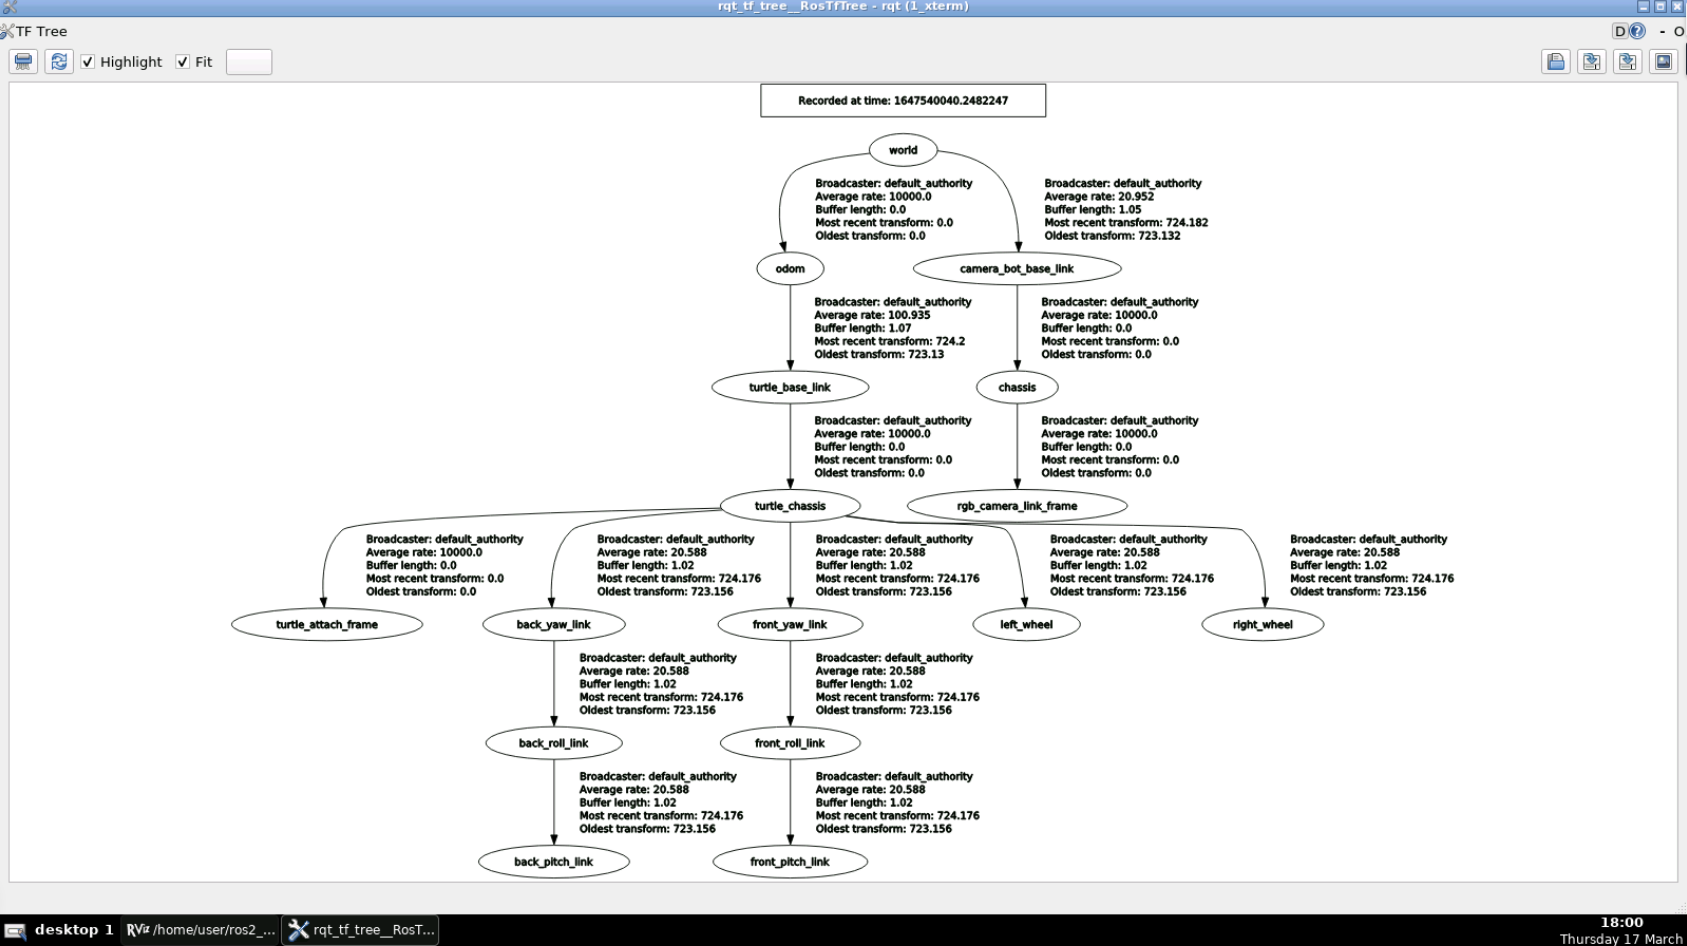 rqt_tf_tree__RosTfTree - rqt (1_xterm)
TF Tree
D
- O
Highlight
Fit
Recorded at time: 1647540040.2482247
world
Broadcaster: default_authority
Average rate: 10000.0
Buffer length: 0.0
Most recent transform: 0.0
Oldest transform: 0.0
Broadcaster: default_authority
Average rate: 20.952
Buffer length: 1.05
Most recent transform: 724.182
Oldest transform: 723.132
odom
camera_bot_base_link
Broadcaster: default_authority
Average rate: 100.935
Buffer length: 1.07
Most recent transform: 724.2
Oldest transform: 723.13
Broadcaster: default_authority
Average rate: 10000.0
Buffer length: 0.0
Most recent transform: 0.0
Oldest transform: 0.0
turtle_base_link
chassis
Broadcaster: default_authority
Average rate: 10000.0
Buffer length: 0.0
Most recent transform: 0.0
Oldest transform: 0.0
Broadcaster: default_authority
Average rate: 10000.0
Buffer length: 0.0
Most recent transform: 0.0
Oldest transform: 0.0
turtle_chassis
rgb_camera_link_frame
Broadcaster: default_authority
Average rate: 10000.0
Buffer length: 0.0
Most recent transform: 0.0
Oldest transform: 0.0
Broadcaster: default_authority
Average rate: 20.588
Buffer length: 1.02
Most recent transform: 724.176
Oldest transform: 723.156
Broadcaster: default_authority
Average rate: 20.588
Buffer length: 1.02
Most recent transform: 724.176
Oldest transform: 723.156
Broadcaster: default_authority
Average rate: 20.588
Buffer length: 1.02
Most recent transform: 724.176
Oldest transform: 723.156
Broadcaster: default_authority
Average rate: 20.588
Buffer length: 1.02
Most recent transform: 724.176
Oldest transform: 723.156
turtle_attach_frame
back_yaw_link
front_yaw_link
left_wheel
right_wheel
Broadcaster: default_authority
Average rate: 20.588
Buffer length: 1.02
Most recent transform: 724.176
Oldest transform: 723.156
Broadcaster: default_authority
Average rate: 20.588
Buffer length: 1.02
Most recent transform: 724.176
Oldest transform: 723.156
back_roll_link
front_roll_link
Broadcaster: default_authority
Average rate: 20.588
Buffer length: 1.02
Most recent transform: 724.176
Oldest transform: 723.156
Broadcaster: default_authority
Average rate: 20.588
Buffer length: 1.02
Most recent transform: 724.176
Oldest transform: 723.156
back_pitch_link
front_pitch_link
desktop 1
RViz
/home/user/ros2_...
rqt_tf_tree__RosT...
18:00
Thursday 17 March